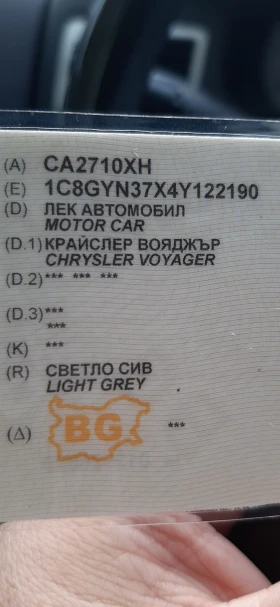 (A) CA2710XH
(E) 1C8GYN37X4Y122190
(D) ЛЕК АВТОМОБИЛ
MOTOR CAR
(D.1) КРАЙСЛЕР ВОЯДЖЪР
CHRYSLER VOYAGER
(D.2) *** *** ***
(D.3) ***
***
(K) ***
(R) СВЕТЛО СИВ
LIGHT GREY
(Δ) BG ***